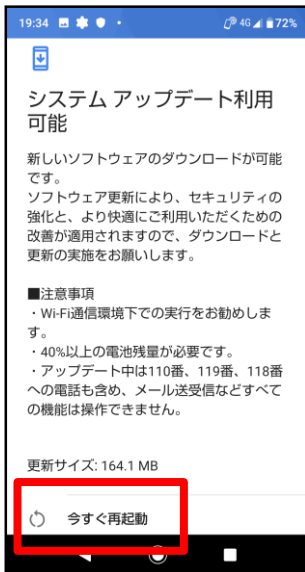 19:34 4G 72%
システム アップデート利用
可能
新しいソフトウェアのダウンロードが可能
です。
ソフトウェア更新により、セキュリティの
強化と、より快適にご利用いただくための
改善が適用されますので、ダウンロードと
更新の実施をお願いします。
■注意事項
・Wi-Fi通信環境下での実行をお勧めしま
す。
・40%以上の電池残量が必要です。
・アップデート中は110番、119番、118番
への電話も含め、メール送受信などすべて
の機能は操作できません。
更新サイズ: 164.1 MB
今すぐ再起動